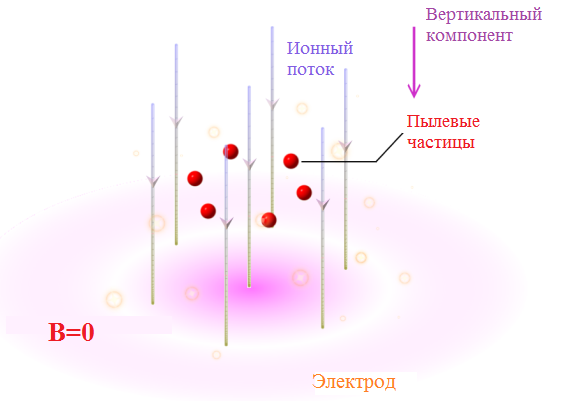 Вертикальный
компонент
Ионный
поток
Пылевые
частицы
B=0
Электрод